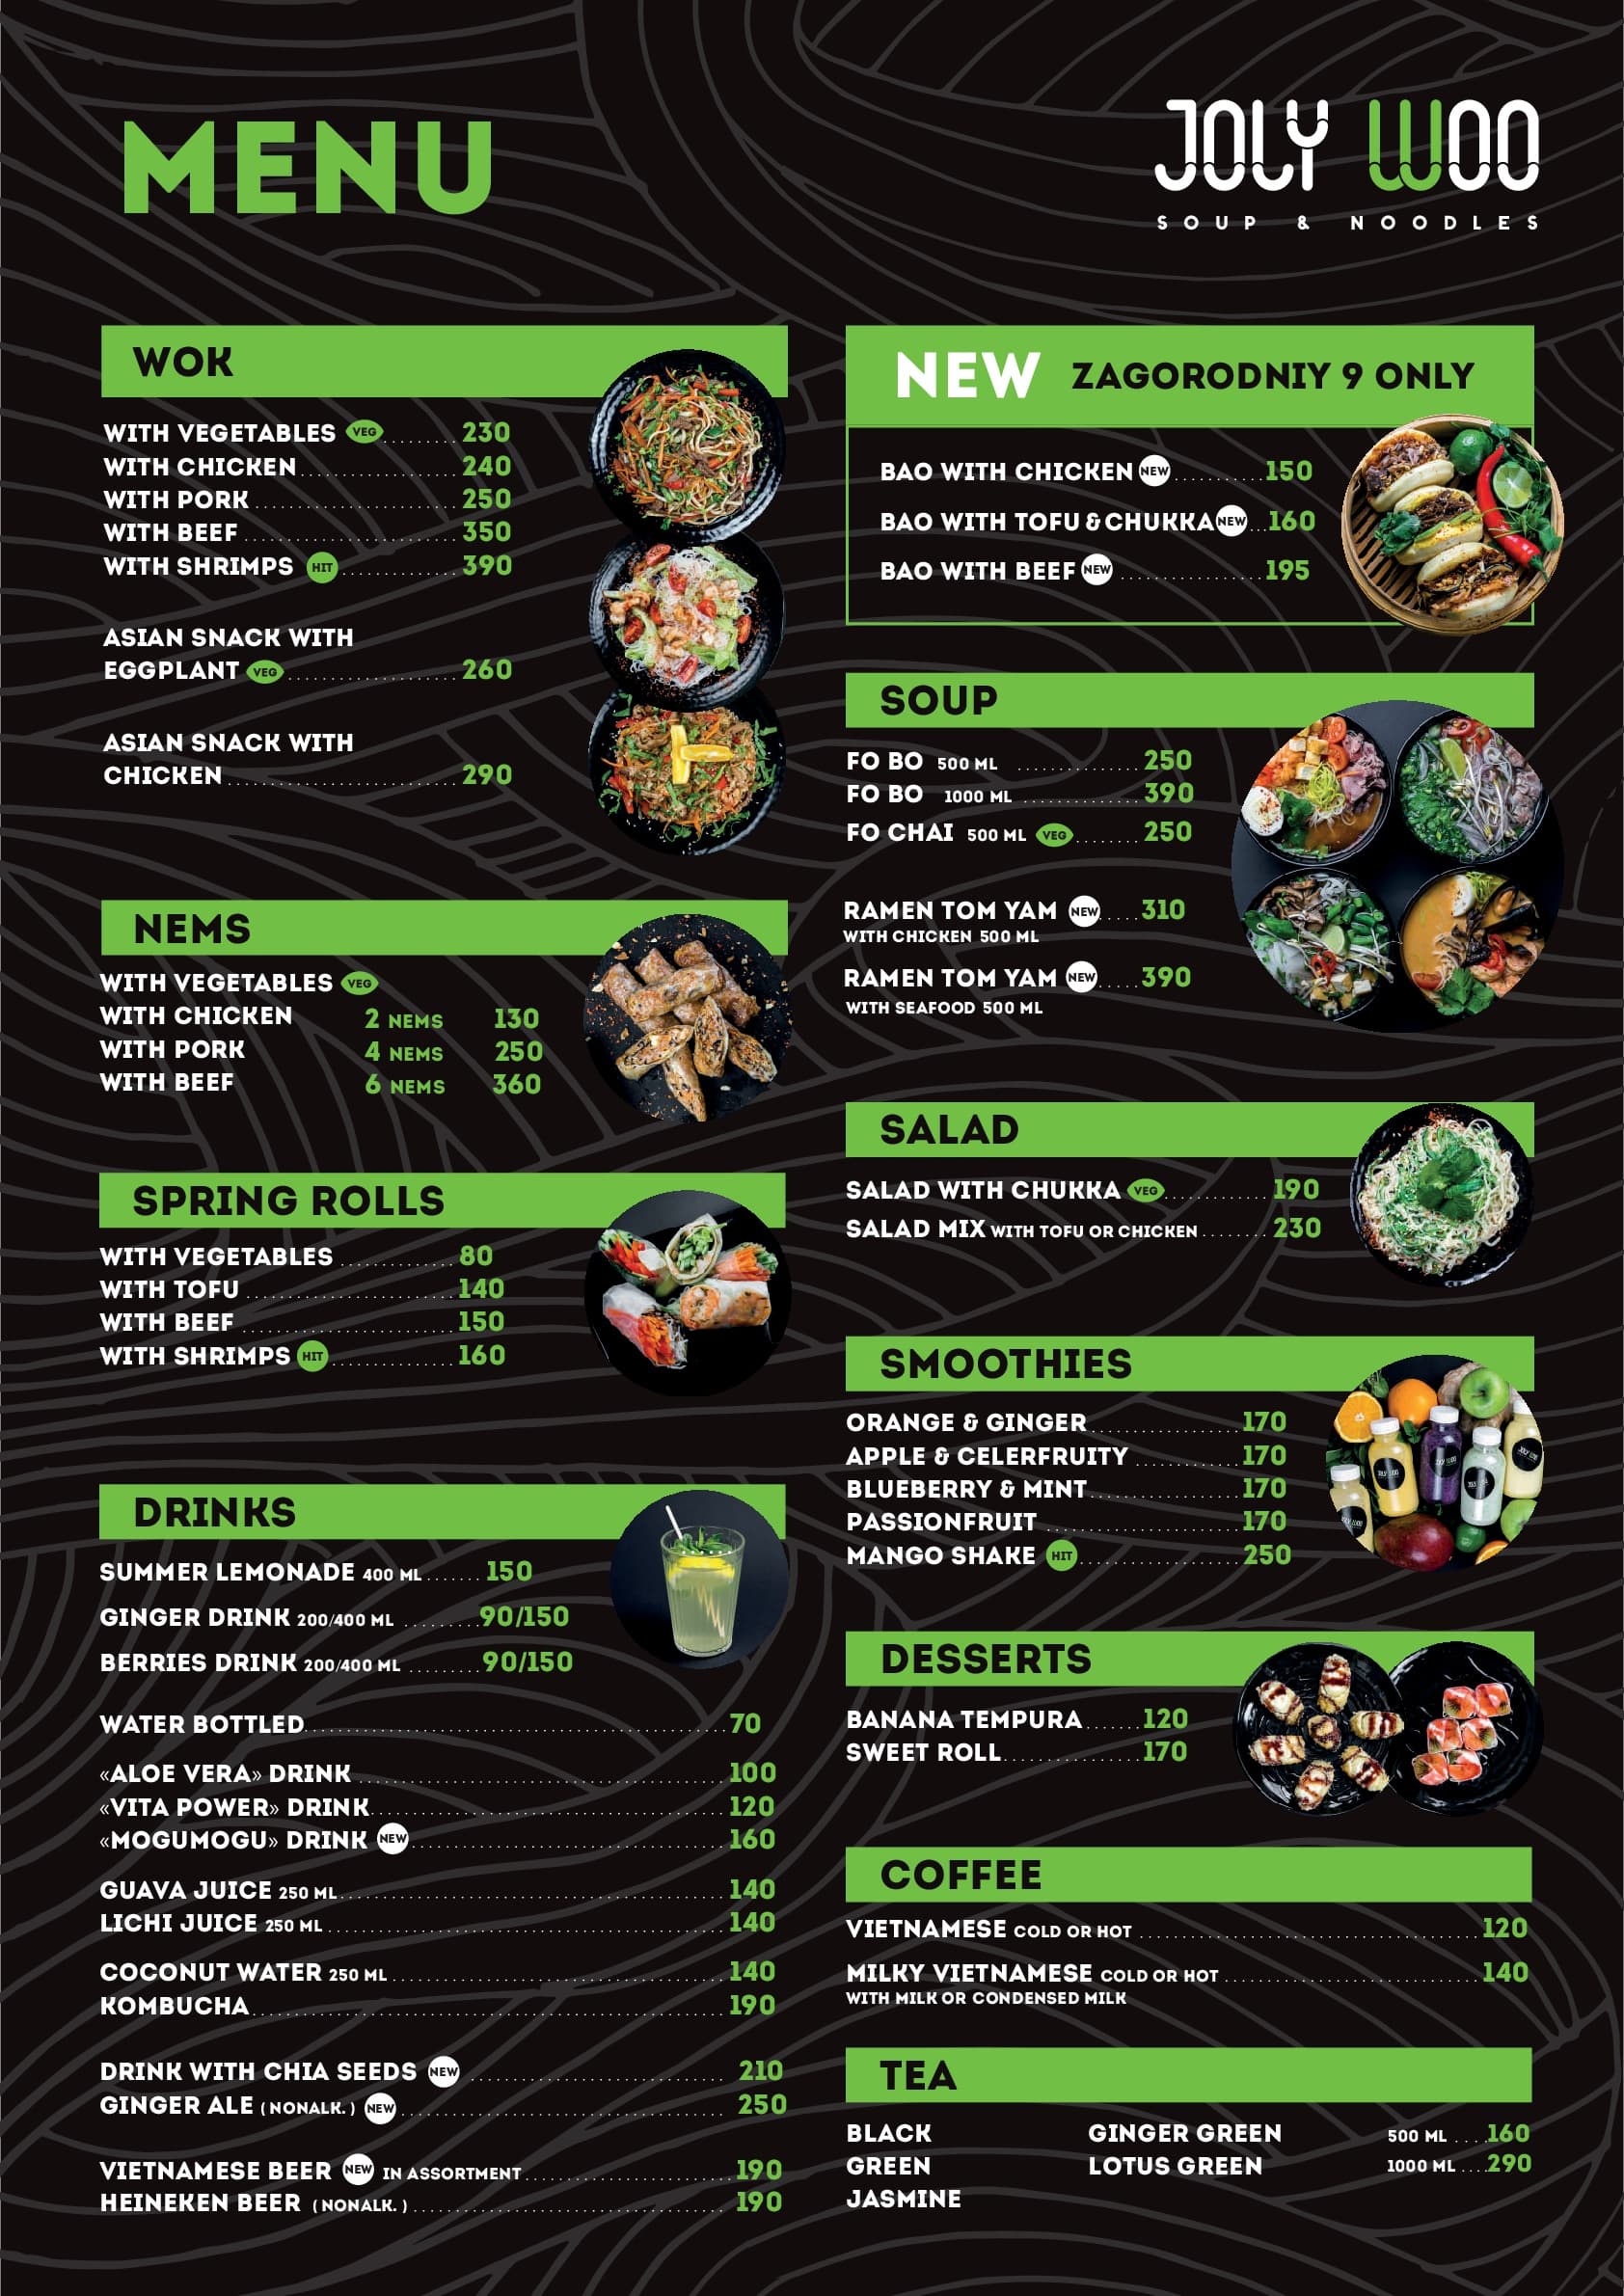 MENU
JOLY WOO
SOUP & NOODLES
WOK
WITH VEGETABLES VEG ......... 230
WITH CHICKEN ......... 240
WITH PORK ......... 250
WITH BEEF ......... 350
WITH SHRIMPS HIT ......... 390
ASIAN SNACK WITH
EGGPLANT VEG ......... 260
ASIAN SNACK WITH
CHICKEN ......... 290
NEMS
WITH VEGETABLES VEG
WITH CHICKEN 2 NEMS 130
WITH PORK 4 NEMS 250
WITH BEEF 6 NEMS 360
SPRING ROLLS
WITH VEGETABLES ......... 80
WITH TOFU ......... 140
WITH BEEF ......... 150
WITH SHRIMPS HIT ......... 160
DRINKS
SUMMER LEMONADE 400 ML ....... 150
GINGER DRINK 200/400 ML ......... 90/150
BERRIES DRINK 200/400 ML ......... 90/150
WATER BOTTLED ......... 70
«ALOE VERA» DRINK ......... 100
«VITA POWER» DRINK ......... 120
«MOGUMOGU» DRINK NEW ......... 160
GUAVA JUICE 250 ML ......... 140
LICHI JUICE 250 ML ......... 140
COCONUT WATER 250 ML ......... 140
KOMBUCHA ......... 190
DRINK WITH CHIA SEEDS NEW ......... 210
GINGER ALE ( NONALK. ) NEW ......... 250
VIETNAMESE BEER NEW IN ASSORTMENT ......... 190
HEINEKEN BEER ( NONALK. ) ......... 190
NEW ZAGORODNIY 9 ONLY
BAO WITH CHICKEN NEW ......... 150
BAO WITH TOFU & CHUKKA NEW ... 160
BAO WITH BEEF NEW ......... 195
SOUP
FO BO 500 ML ......... 250
FO BO 1000 ML ......... 390
FO CHAI 500 ML VEG ........ 250
RAMEN TOM YAM NEW ..... 310
WITH CHICKEN 500 ML
RAMEN TOM YAM NEW ..... 390
WITH SEAFOOD 500 ML
SALAD
SALAD WITH CHUKKA VEG ......... 190
SALAD MIX WITH TOFU OR CHICKEN ........ 230
SMOOTHIES
ORANGE & GINGER ......... 170
APPLE & CELERFRUITY ......... 170
BLUEBERRY & MINT ......... 170
PASSIONFRUIT ......... 170
MANGO SHAKE HIT ......... 250
DESSERTS
BANANA TEMPURA ....... 120
SWEET ROLL ......... 170
COFFEE
VIETNAMESE COLD OR HOT ......... 120
MILKY VIETNAMESE COLD OR HOT ......... 140
WITH MILK OR CONDENSED MILK
TEA
BLACK GINGER GREEN 500 ML .... 160
GREEN LOTUS GREEN 1000 ML .... 290
JASMINE